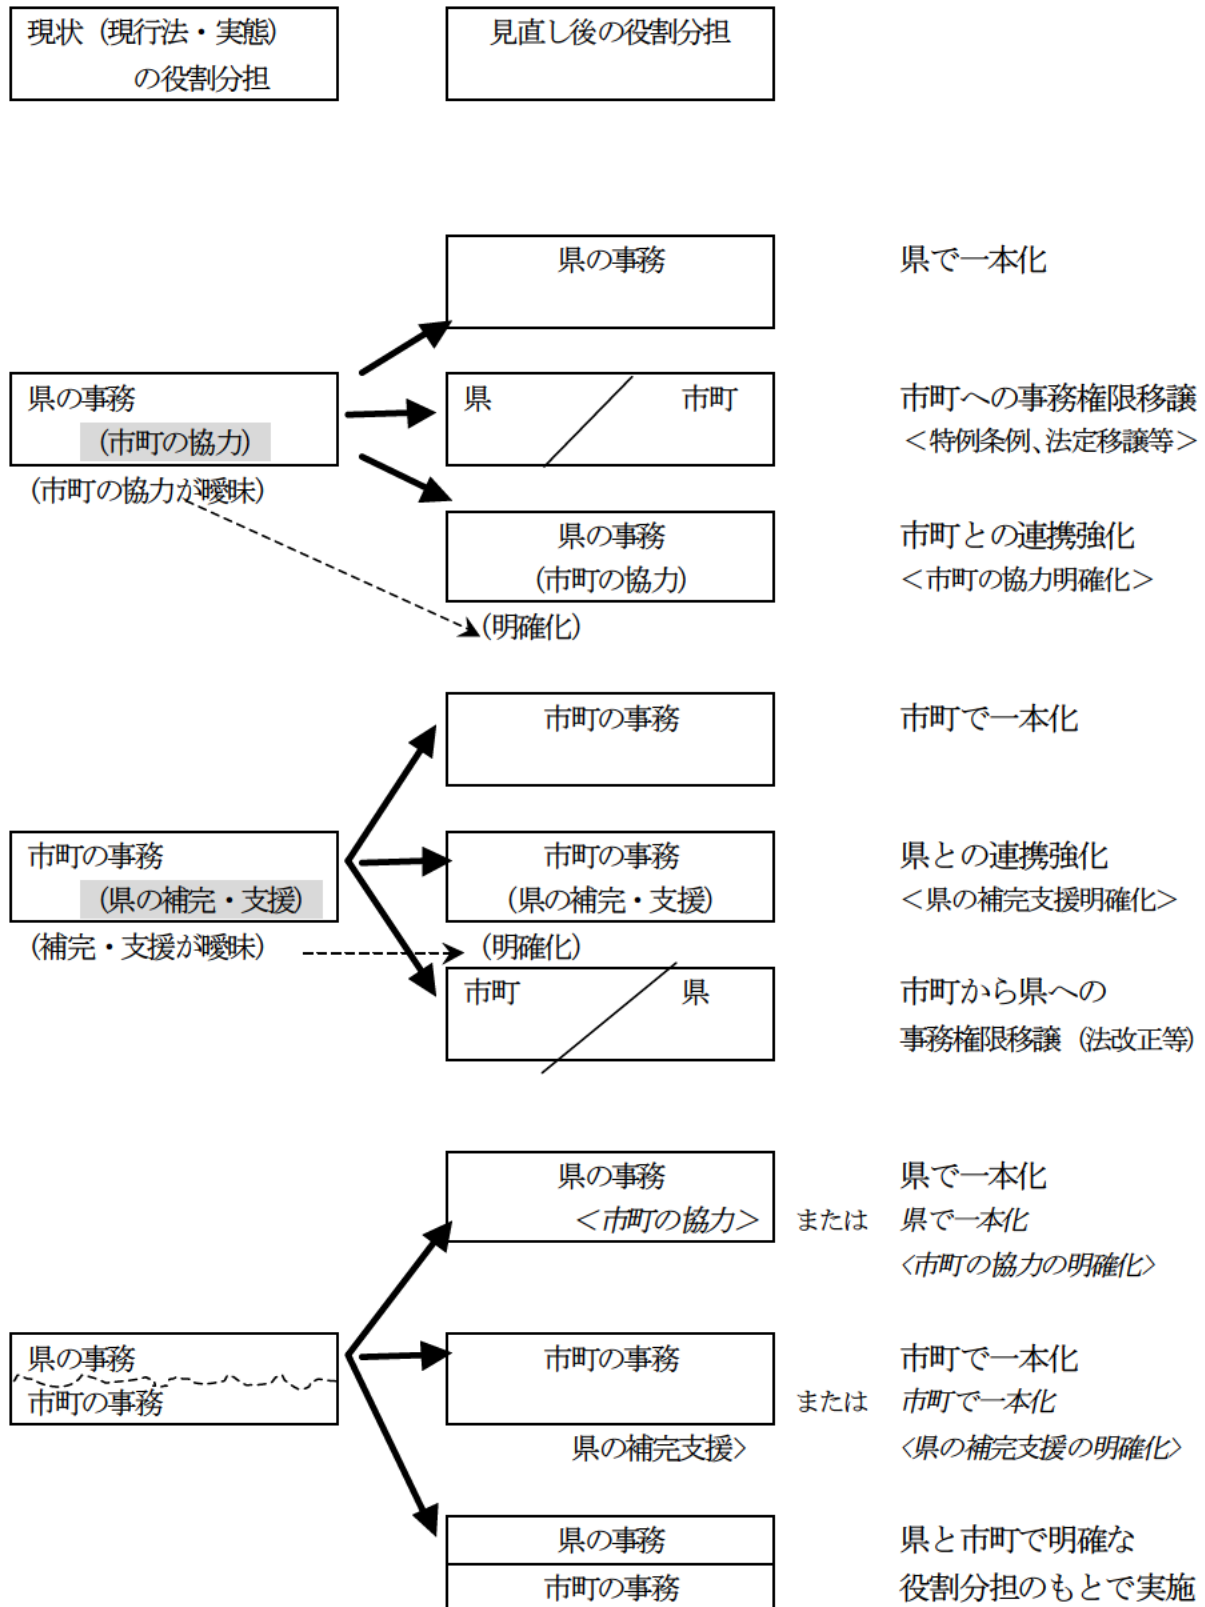 現状（現行法・実態）
の役割分担
見直し後の役割分担
県の事務
県で一本化
県の事務
（市町の協力）
（市町の協力が曖昧）
県
市町
市町への事務権限移譲
＜特例条例、法定移譲等＞
県の事務
（市町の協力）
（明確化）
市町との連携強化
＜市町の協力明確化＞
市町の事務
市町で一本化
市町の事務
（県の補完・支援）
（補完・支援が曖昧）
市町の事務
（県の補完・支援）
（明確化）
県との連携強化
＜県の補完支援明確化＞
市町
県
市町から県への
事務権限移譲（法改正等）
県の事務
＜市町の協力＞
県で一本化
または 県で一本化
〈市町の協力の明確化〉
県の事務
市町の事務
市町の事務
県の補完支援〉
市町で一本化
または 市町で一本化
〈県の補完支援の明確化〉
県の事務
市町の事務
県と市町で明確な
役割分担のもとで実施